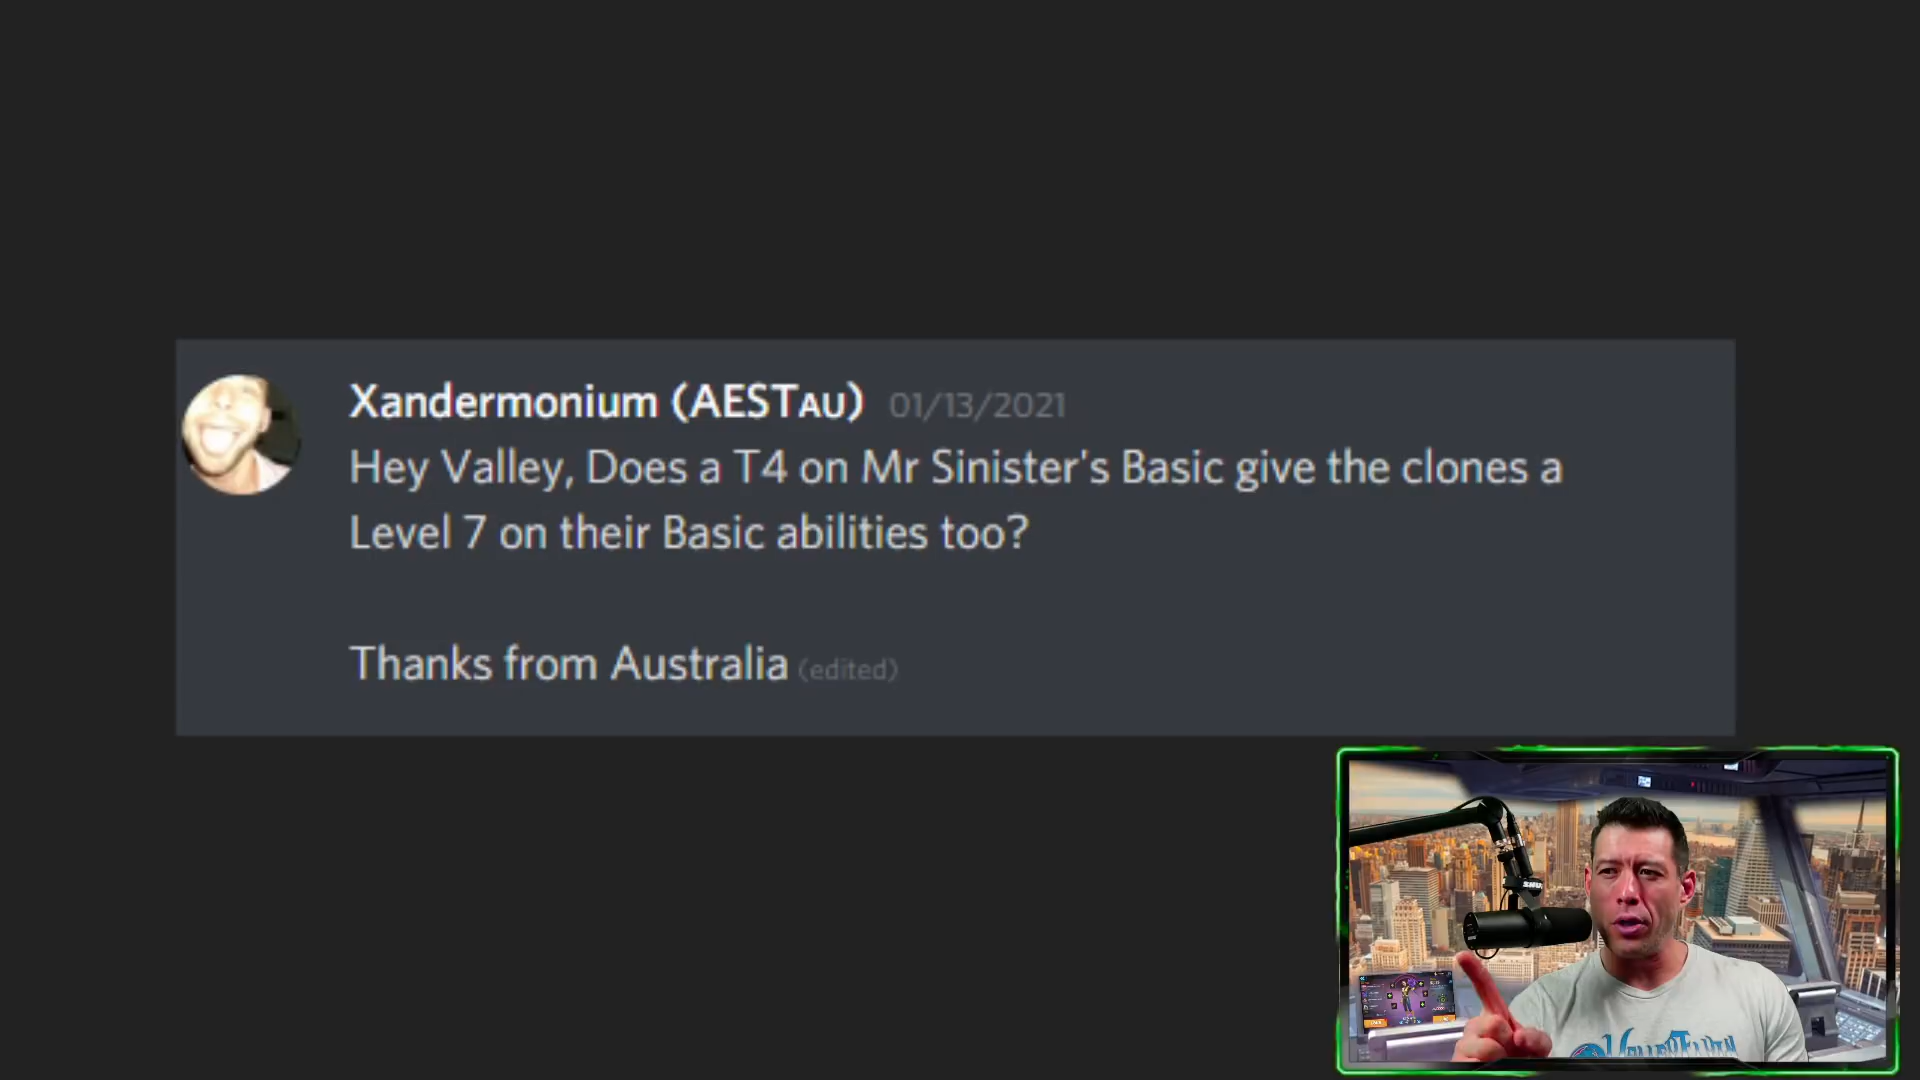 Xandermonium (AESTAU) 01/13/2021
Hey Valley, Does a T4 on Mr Sinister's Basic give the clones a
Level 7 on their Basic abilities too?
Thanks from Australia (edited)